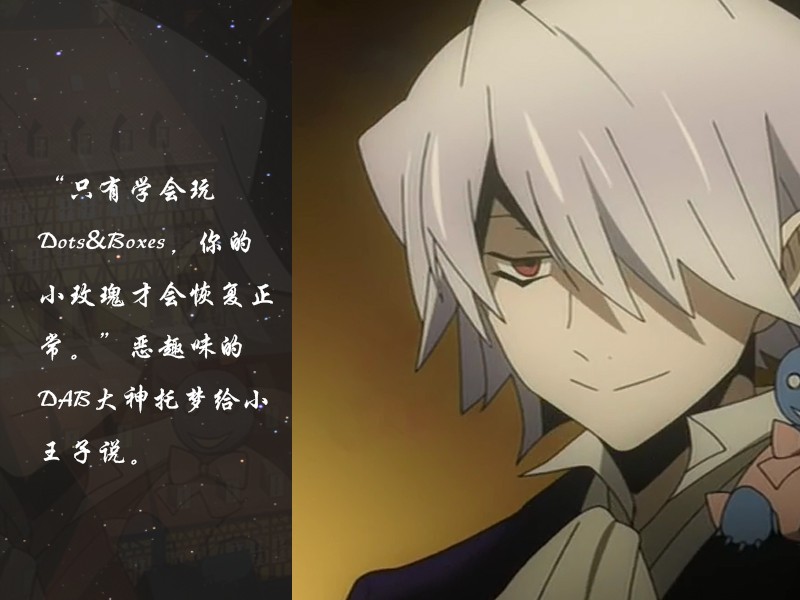 “只有学会玩
Dots&Boxes，你的
小玫瑰才会恢复正
常。”恶趣味的
DAB大神托梦给小
王子说。